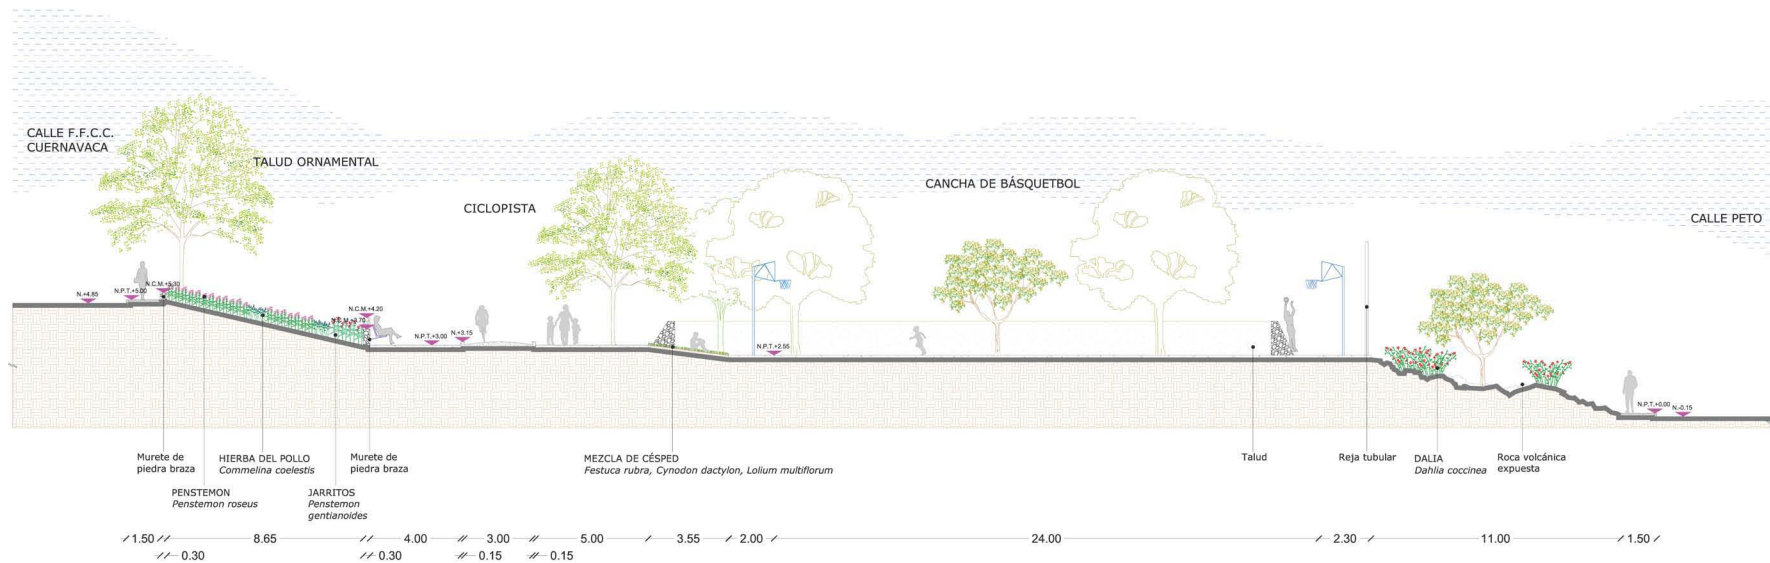 CALLE F.F.C.C.
CUERNAVACA
TALUD ORNAMENTAL
CICLOPISTA
CANCHA DE BÁSQUETBOL
CALLE PETO
N.+4.85
N.P.T.+5.00
N.C.M.+5.30
N.C.M.+4.20
N.C.M.+3.70
N.P.T.+3.00
N.+3.15
N.P.T.+2.55
N.P.T.+0.00
N.-0.15
Murete de
piedra braza
HIERBA DEL POLLO
Commelina coelestis
Murete de
piedra braza
MEZCLA DE CÉSPED
Festuca rubra, Cynodon dactylon, Lolium multiflorum
Talud
Reja tubular
DALIA
Dahlia coccinea
Roca volcánica
expuesta
PENSTEMON
Penstemon roseus
JARRITOS
Penstemon
gentianoides
1.50 8.65 4.00 3.00 5.00 3.55 2.00 24.00 2.30 11.00 1.50
0.30 0.30 0.15 0.15